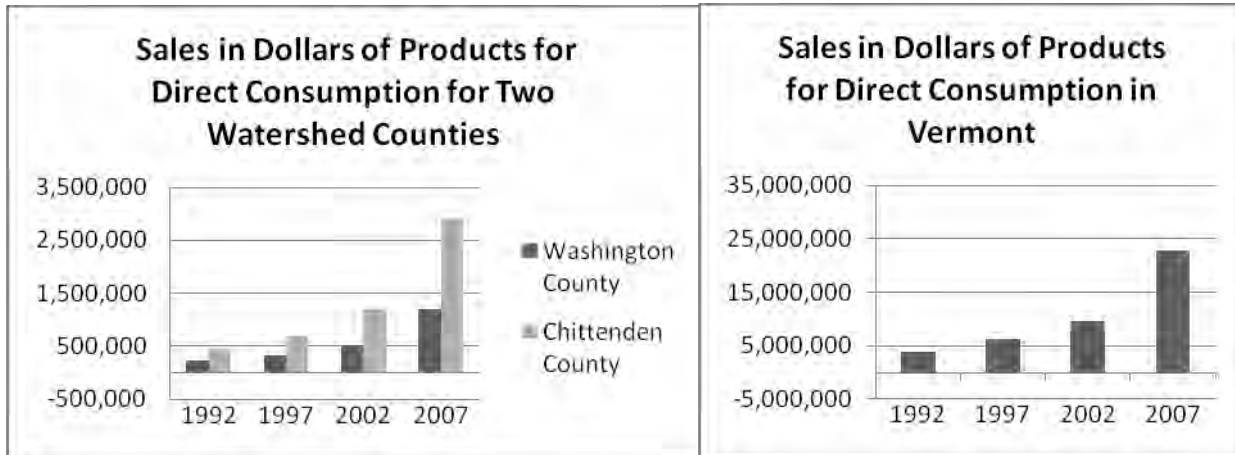 Sales in Dollars of Products for
Direct Consumption for Two
Watershed Counties
3,500,000
2,500,000
1,500,000
500,000
-500,000
1992 1997 2002 2007
Washington
County
Chittenden
County
Sales in Dollars of Products
for Direct Consumption in
Vermont
35,000,000
25,000,000
15,000,000
5,000,000
-5,000,000
1992 1997 2002 2007